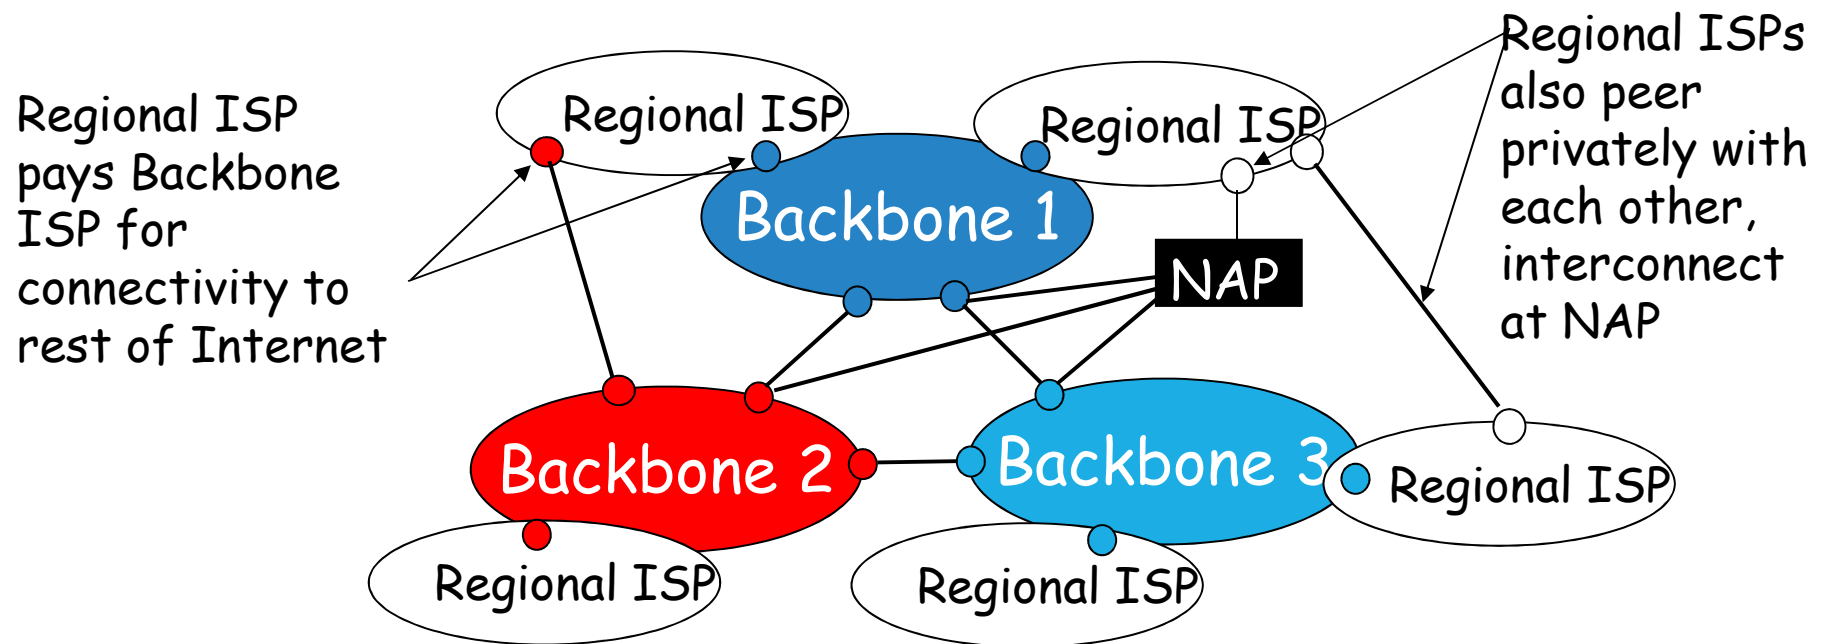 Regional ISP
pays Backbone
ISP for
connectivity to
rest of Internet
Regional ISP
Regional ISP
Regional ISPs
also peer
privately with
each other,
interconnect
at NAP
Backbone 1
NAP
Backbone 2
Backbone 3
Regional ISP
Regional ISP
Regional ISP